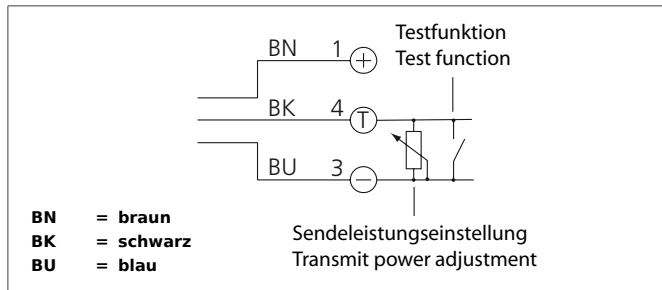 Testfunktion
Test function
BN 1 +
BK 4 T
BU 3 −
BN = braun
BK = schwarz
BU = blau
Sendeleistungseinstellung
Transmit power adjustment